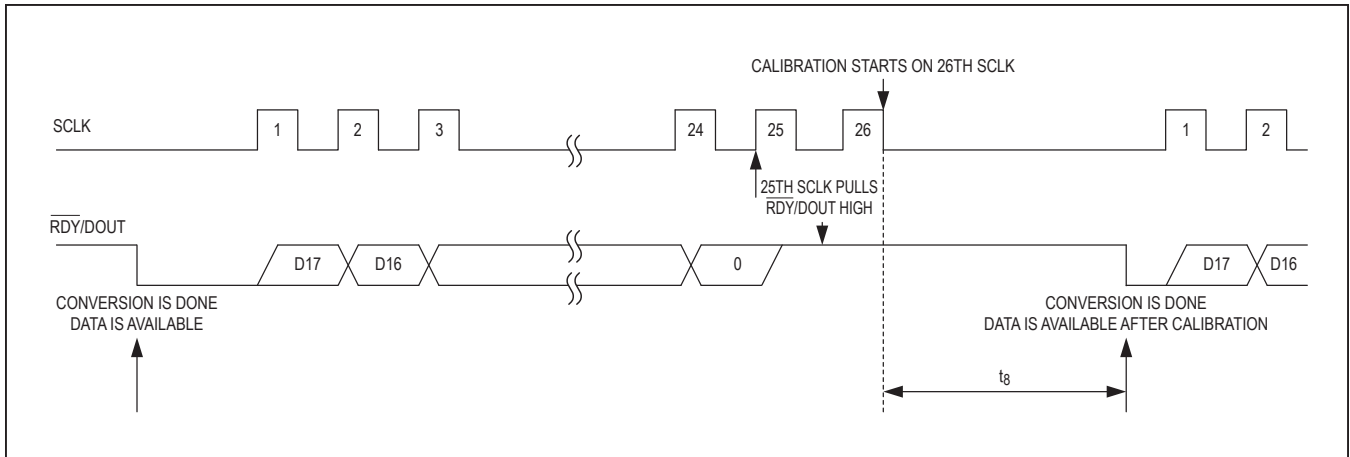 CALIBRATION STARTS ON 26TH SCLK
SCLK
1
2
3
24
25
26
1
2
25TH SCLK PULLS
RDY/DOUT HIGH
RDY/DOUT
D17
D16
0
D17
D16
CONVERSION IS DONE
DATA IS AVAILABLE
CONVERSION IS DONE
DATA IS AVAILABLE AFTER CALIBRATION
t8